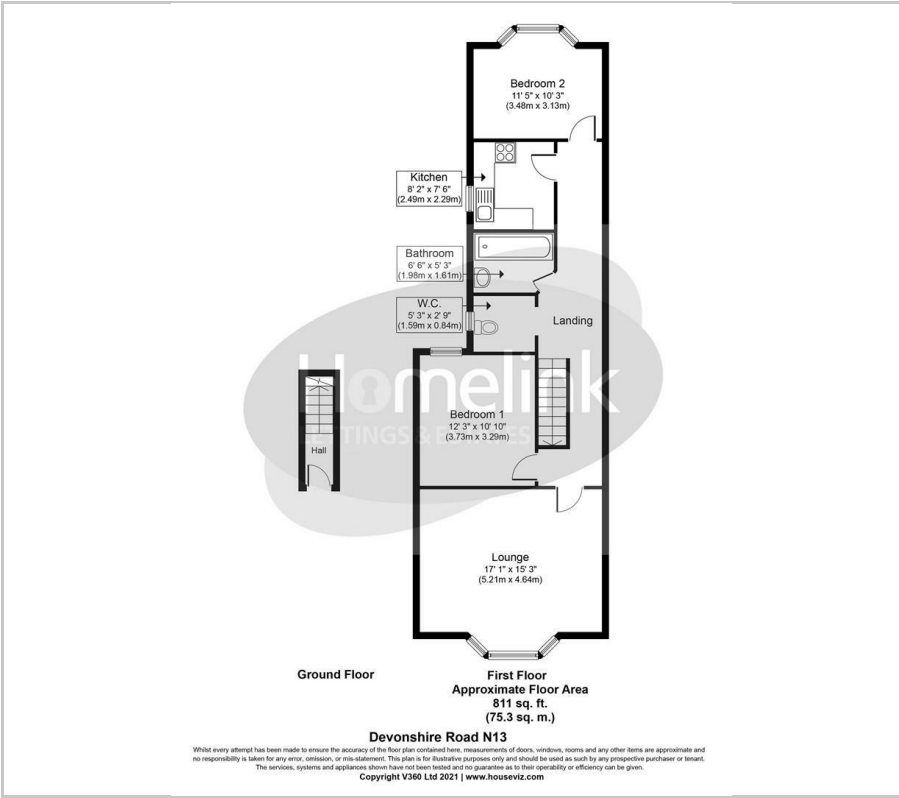 Bedroom 2
11' 5" x 10' 3"
(3.48m x 3.13m)
Kitchen
8' 2" x 7' 6"
(2.49m x 2.29m)
Bathroom
6' 6" x 5' 3"
(1.98m x 1.61m)
W.C.
5' 3" x 2' 9"
(1.59m x 0.84m)
Landing
Homelink
LETTINGS & ESTATES
Bedroom 1
12' 3" x 10' 10"
(3.73m x 3.29m)
Hall
Lounge
17' 1" x 15' 3"
(5.21m x 4.64m)
Ground Floor
First Floor
Approximate Floor Area
811 sq. ft.
(75.3 sq. m.)
Devonshire Road N13
Whilst every attempt has been made to ensure the accuracy of the floor plan contained here, measurements of doors, windows, rooms and any other items are approximate and
no responsibility is taken for any error, omission, or mis-statement. This plan is for illustrative purposes only and should be used as such by any prospective purchaser or tenant.
The services, systems and appliances shown have not been tested and no guarantee as to their operability or efficiency can be given.
Copyright V360 Ltd 2021 | www.houseviz.com